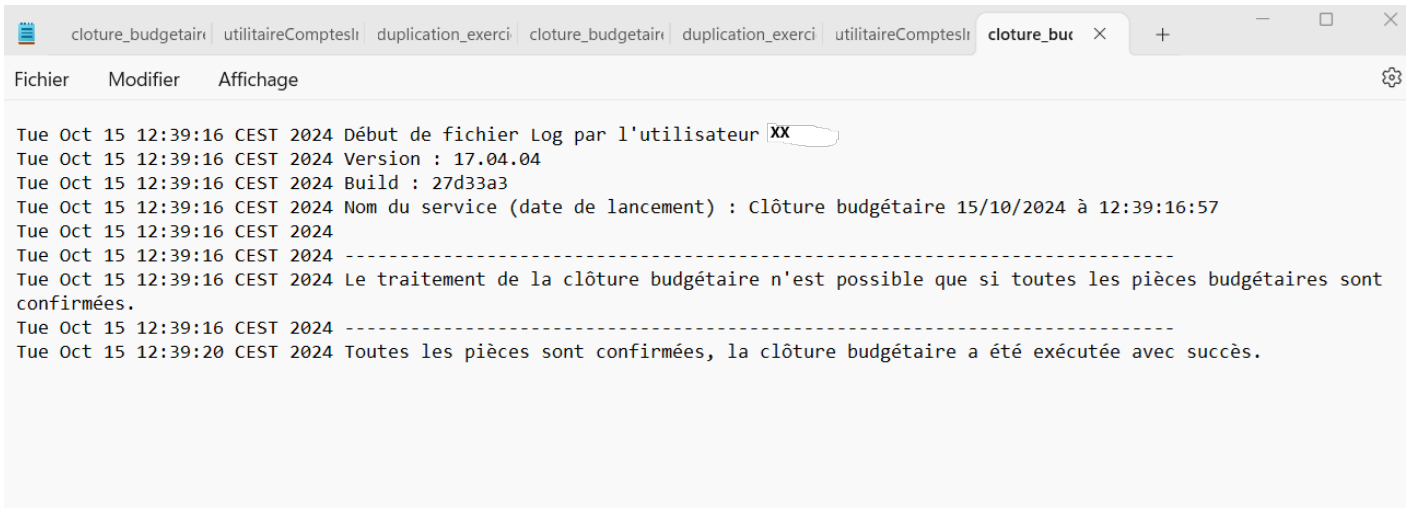 cloture_budgetaire utilitaireComptesIr duplication_exerci cloture_budgetaire duplication_exerci utilitaireComptesIr cloture_buc
Fichier Modifier Affichage
Tue Oct 15 12:39:16 CEST 2024 Début de fichier Log par l'utilisateur XX
Tue Oct 15 12:39:16 CEST 2024 Version : 17.04.04
Tue Oct 15 12:39:16 CEST 2024 Build : 27d33a3
Tue Oct 15 12:39:16 CEST 2024 Nom du service (date de lancement) : Clôture budgétaire 15/10/2024 à 12:39:16:57
Tue Oct 15 12:39:16 CEST 2024
Tue Oct 15 12:39:16 CEST 2024 ----------------------------------------------------------------------------
Tue Oct 15 12:39:16 CEST 2024 Le traitement de la clôture budgétaire n'est possible que si toutes les pièces budgétaires sont
confirmées.
Tue Oct 15 12:39:16 CEST 2024 ----------------------------------------------------------------------------
Tue Oct 15 12:39:20 CEST 2024 Toutes les pièces sont confirmées, la clôture budgétaire a été exécutée avec succès.